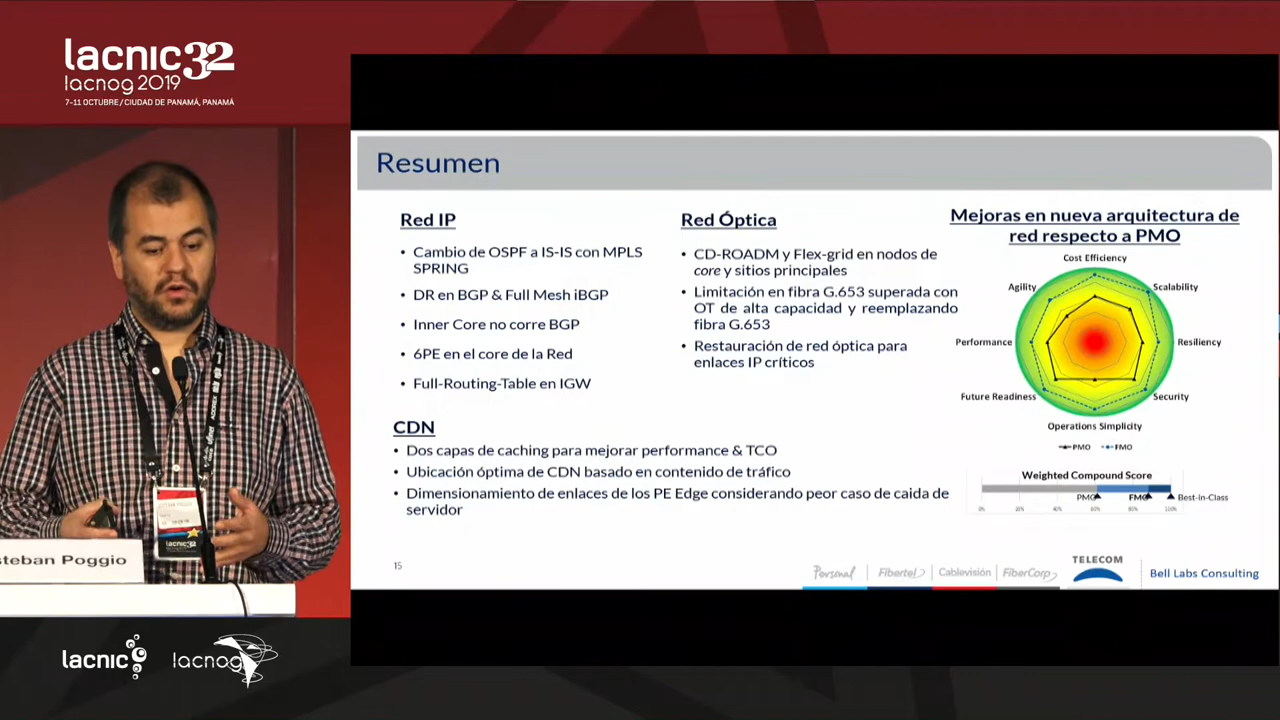 lacnic32
lacnog 2019
7-11 OCTUBRE / CIUDAD DE PANAMÁ, PANAMÁ
Resumen
Red IP
• Cambio de OSPF a IS-IS con MPLS
SPRING
• DR en BGP & Full Mesh iBGP
• Inner Core no corre BGP
• 6PE en el core de la Red
• Full-Routing-Table en IGW
Red Óptica
• CD-ROADM y Flex-grid en nodos de
core y sitios principales
• Limitación en fibra G.653 superada con
OT de alta capacidad y reemplazando
fibra G.653
• Restauración de red óptica para
enlaces IP críticos
CDN
• Dos capas de caching para mejorar performance & TCO
• Ubicación óptima de CDN basado en contenido de tráfico
• Dimensionamiento de enlaces de los PE Edge considerando peor caso de caida de
servidor
Mejoras en nueva arquitectura de
red respecto a PMO
Cost Efficiency
Agility
Scalability
Performance
Resiliency
Future Readiness
Security
Operations Simplicity
PMO FMO
Weighted Compound Score
PMO FMO Best-in-Class
0% 20% 40% 60% 80% 100%
15
Personal Fibertel Cablevisión FiberCorp
TELECOM
Bell Labs Consulting
steban Poggio
lacnic32
lacnic
lacnog